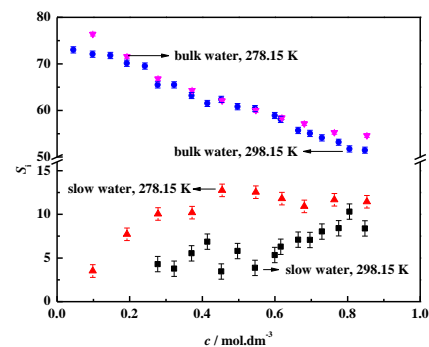 80
70
60
50
15
10
5
0
S_i
bulk water, 278.15 K
bulk water, 298.15 K
slow water, 278.15 K
slow water, 298.15 K
0.0 0.2 0.4 0.6 0.8 1.0
c / mol.dm⁻³